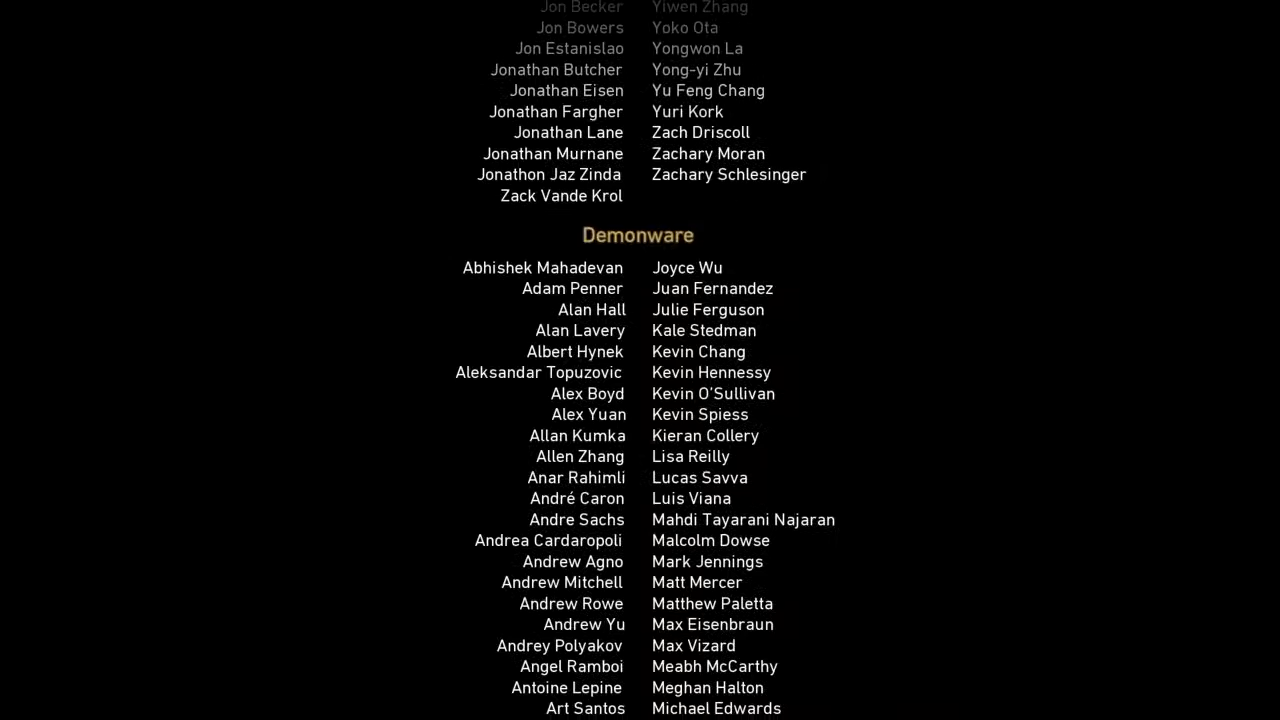 Jon Becker Yiwen Zhang
Jon Bowers Yoko Ota
Jon Estanislao Yongwon La
Jonathan Butcher Yong-yi Zhu
Jonathan Eisen Yu Feng Chang
Jonathan Fargher Yuri Kork
Jonathan Lane Zach Driscoll
Jonathan Murnane Zachary Moran
Jonathon Jaz Zinda Zachary Schlesinger
Zack Vande Krol
Demonware
Abhishek Mahadevan Joyce Wu
Adam Penner Juan Fernandez
Alan Hall Julie Ferguson
Alan Lavery Kale Stedman
Albert Hynek Kevin Chang
Aleksandar Topuzovic Kevin Hennessy
Alex Boyd Kevin O'Sullivan
Alex Yuan Kevin Spiess
Allan Kumka Kieran Collery
Allen Zhang Lisa Reilly
Anar Rahimli Lucas Savva
André Caron Luis Viana
Andre Sachs Mahdi Tayarani Najaran
Andrea Cardaropoli Malcolm Dowse
Andrew Agno Mark Jennings
Andrew Mitchell Matt Mercer
Andrew Rowe Matthew Paletta
Andrew Yu Max Eisenbraun
Andrey Polyakov Max Vizard
Angel Ramboi Meabh McCarthy
Antoine Lepine Meghan Halton
Art Santos Michael Edwards